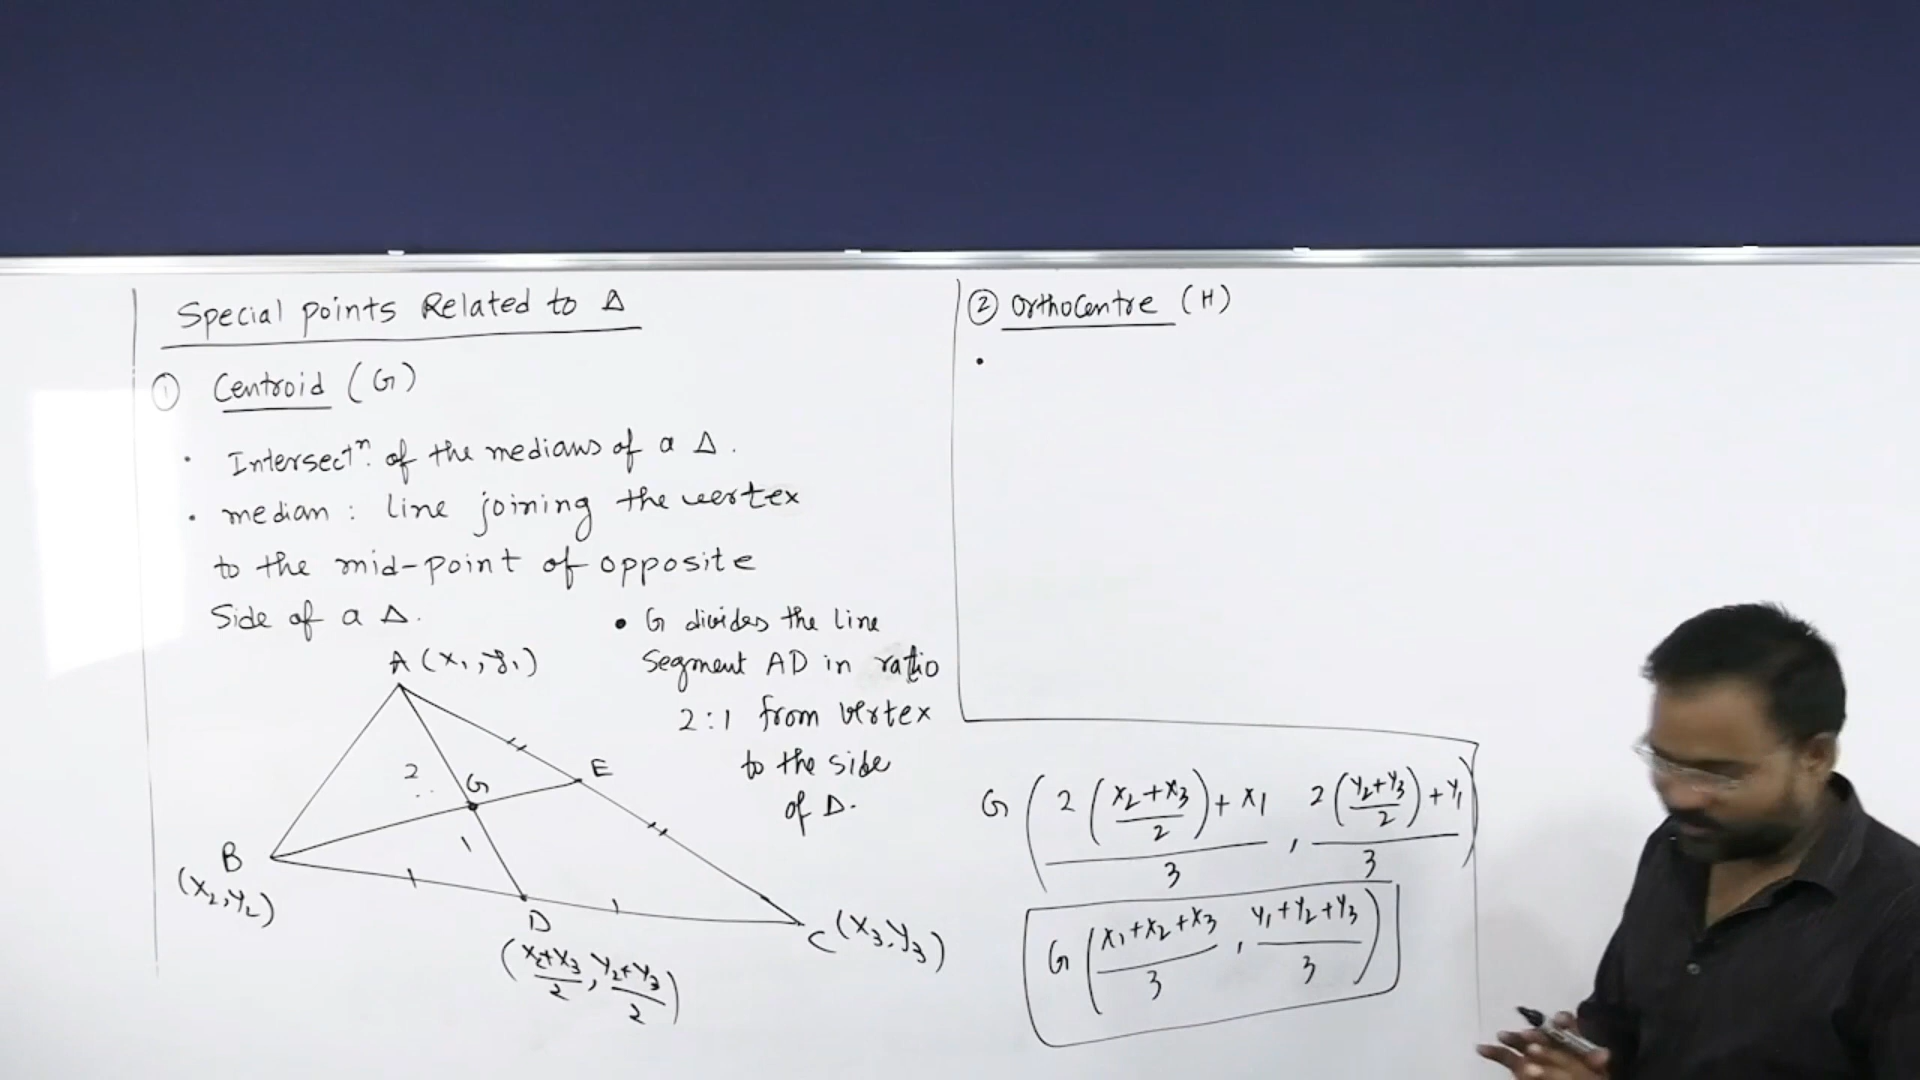 Special points Related to Δ
① Centroid (G)
• Intersectⁿ. of the medians of a Δ.
• median : line joining the vertex
to the mid-point of opposite
Side of a Δ.
• G divides the line
segment AD in ratio
2:1 from vertex
to the side
of Δ.
A (x₁, y₁)
2
G
E
1
B
(x₂, y₂)
D
(x₂+x₃/2, y₂+y₃/2)
C (x₃, y₃)
② Orthocentre (H)
•
G (2(x₂+x₃/2)+x₁/3, 2(y₂+y₃/2)+y₁/3)
G (x₁+x₂+x₃/3, y₁+y₂+y₃/3)